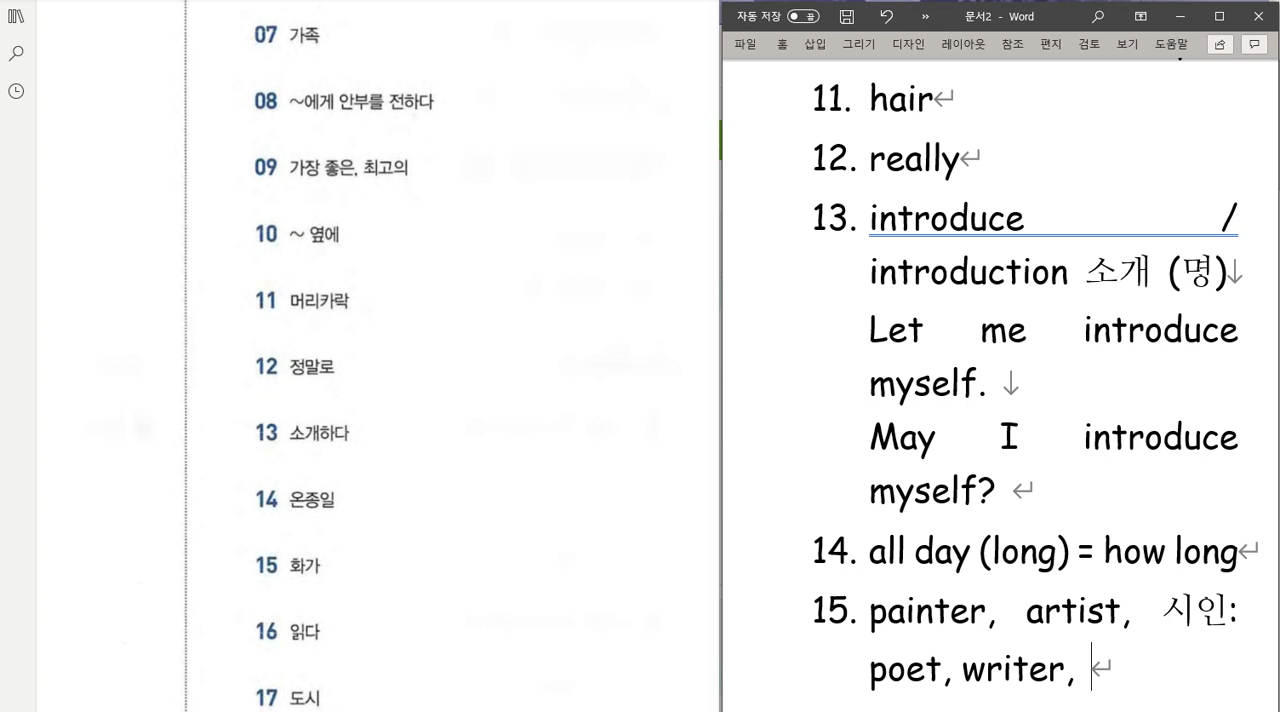 07 가족
08 ~에게 안부를 전하다
09 가장 좋은, 최고의
10 ~ 옆에
11 머리카락
12 정말로
13 소개하다
14 온종일
15 화가
16 읽다
17 도시
자동 저장 끔 문서2 - Word
파일 홈 삽입 그리기 디자인 레이아웃 참조 편지 검토 보기 도움말
11. hair
12. really
13. introduce /
introduction 소개 (명)
Let me introduce
myself.
May I introduce
myself?
14. all day (long) = how long
15. painter, artist, 시인:
poet, writer,